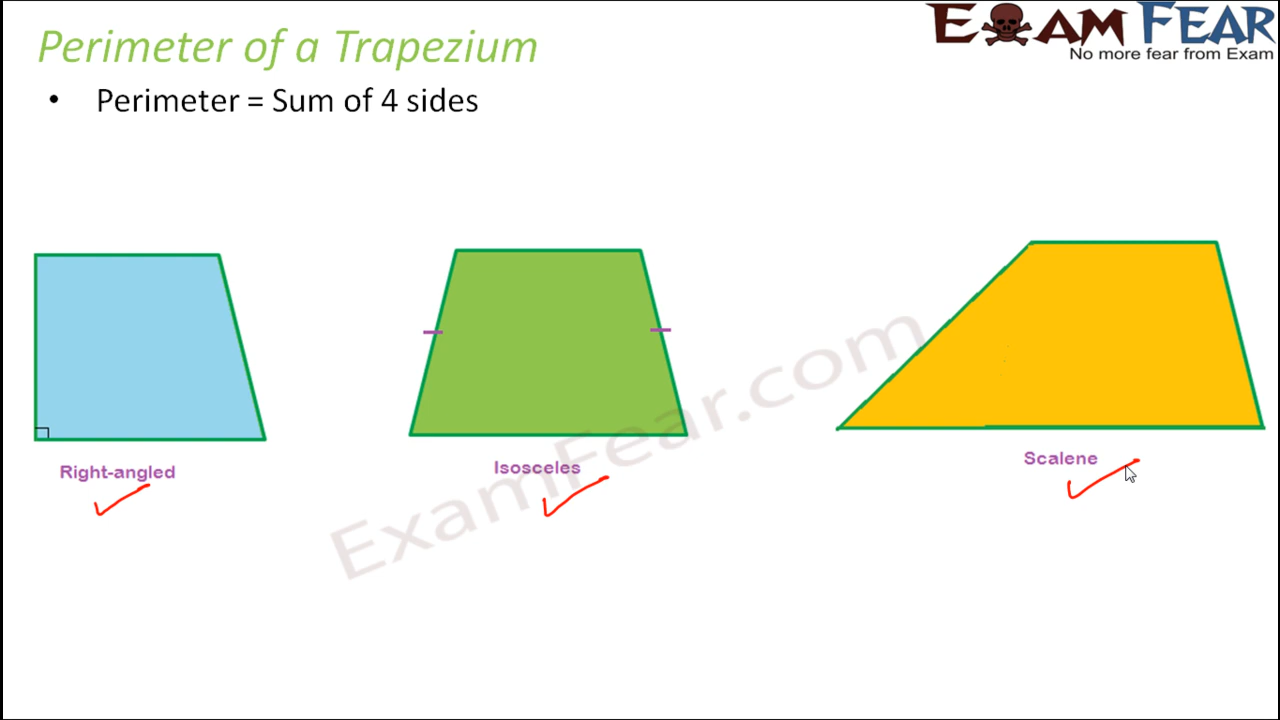 Perimeter of a Trapezium
EXAM FEAR
No more fear from Exam
• Perimeter = Sum of 4 sides
Right-angled
Isosceles
Scalene
ExamFear.com